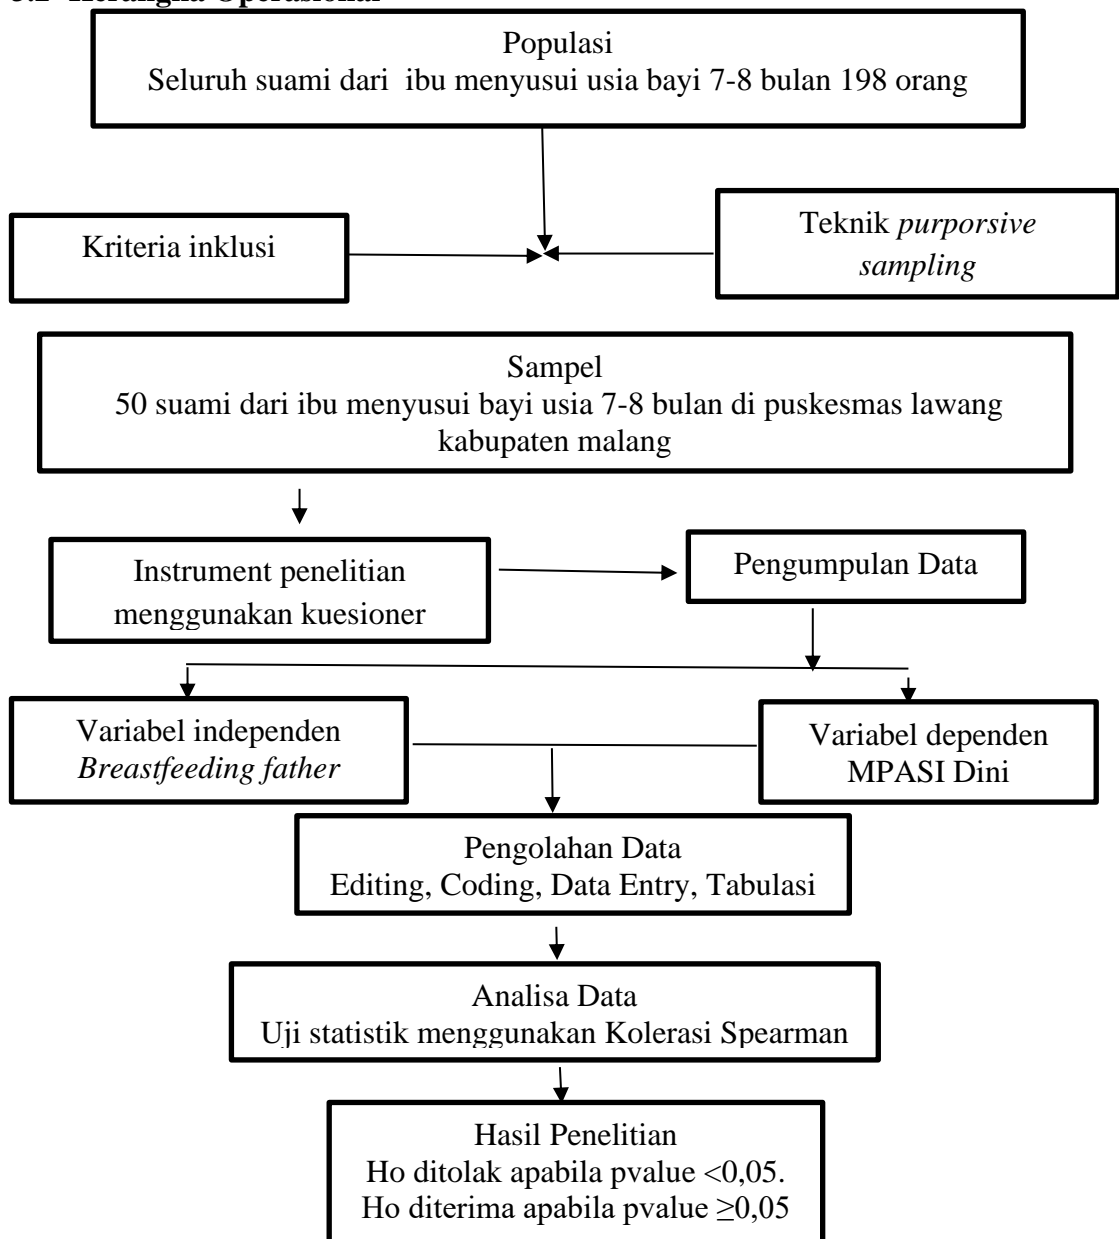 Kerangka Operasional
Populasi
Seluruh suami dari ibu menyusui usia bayi 7-8 bulan 198 orang
Kriteria inklusi
Teknik purporsive
sampling
Sampel
50 suami dari ibu menyusui bayi usia 7-8 bulan di puskesmas lawang
kabupaten malang
Instrument penelitian
menggunakan kuesioner
Pengumpulan Data
Variabel independen
Breastfeeding father
Variabel dependen
MPASI Dini
Pengolahan Data
Editing, Coding, Data Entry, Tabulasi
Analisa Data
Uji statistik menggunakan Kolerasi Spearman
Hasil Penelitian
Ho ditolak apabila pvalue <0,05.
Ho diterima apabila pvalue ≥0,05